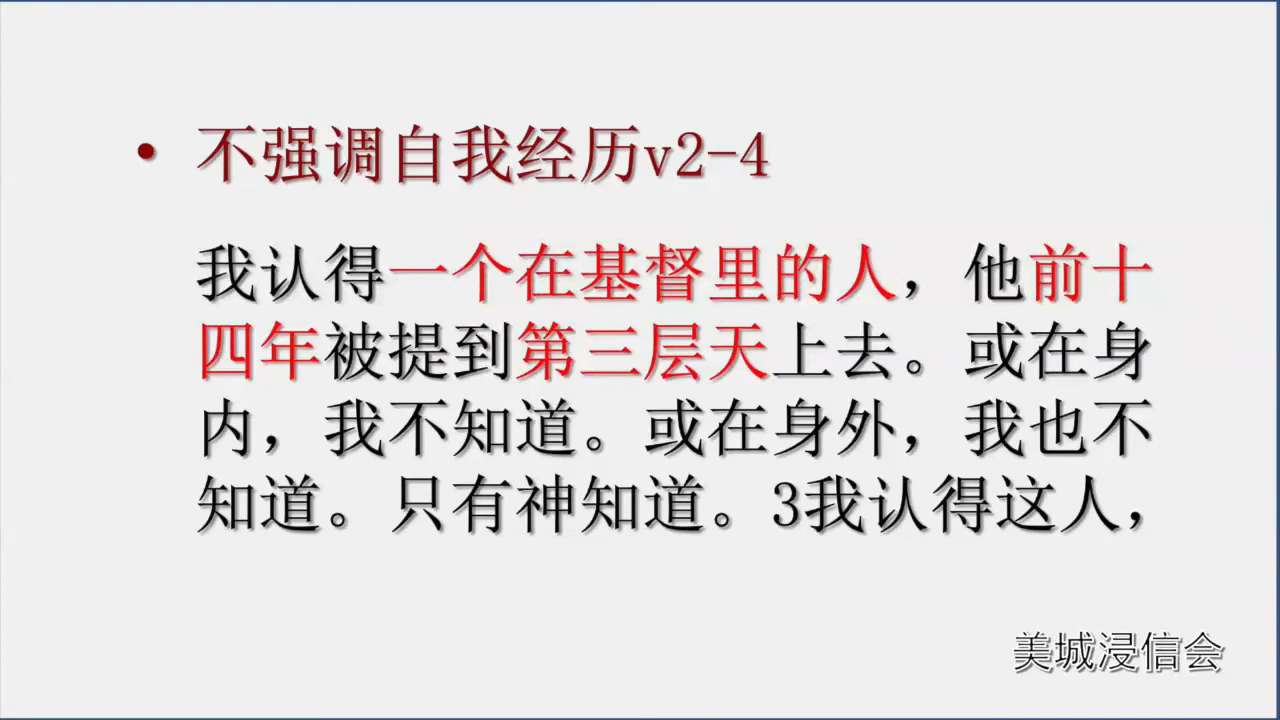 • 不强调自我经历v2-4
我认得一个在基督里的人，他前十
四年被提到第三层天上去。或在身
内，我不知道。或在身外，我也不
知道。只有神知道。3我认得这人，
美城浸信会